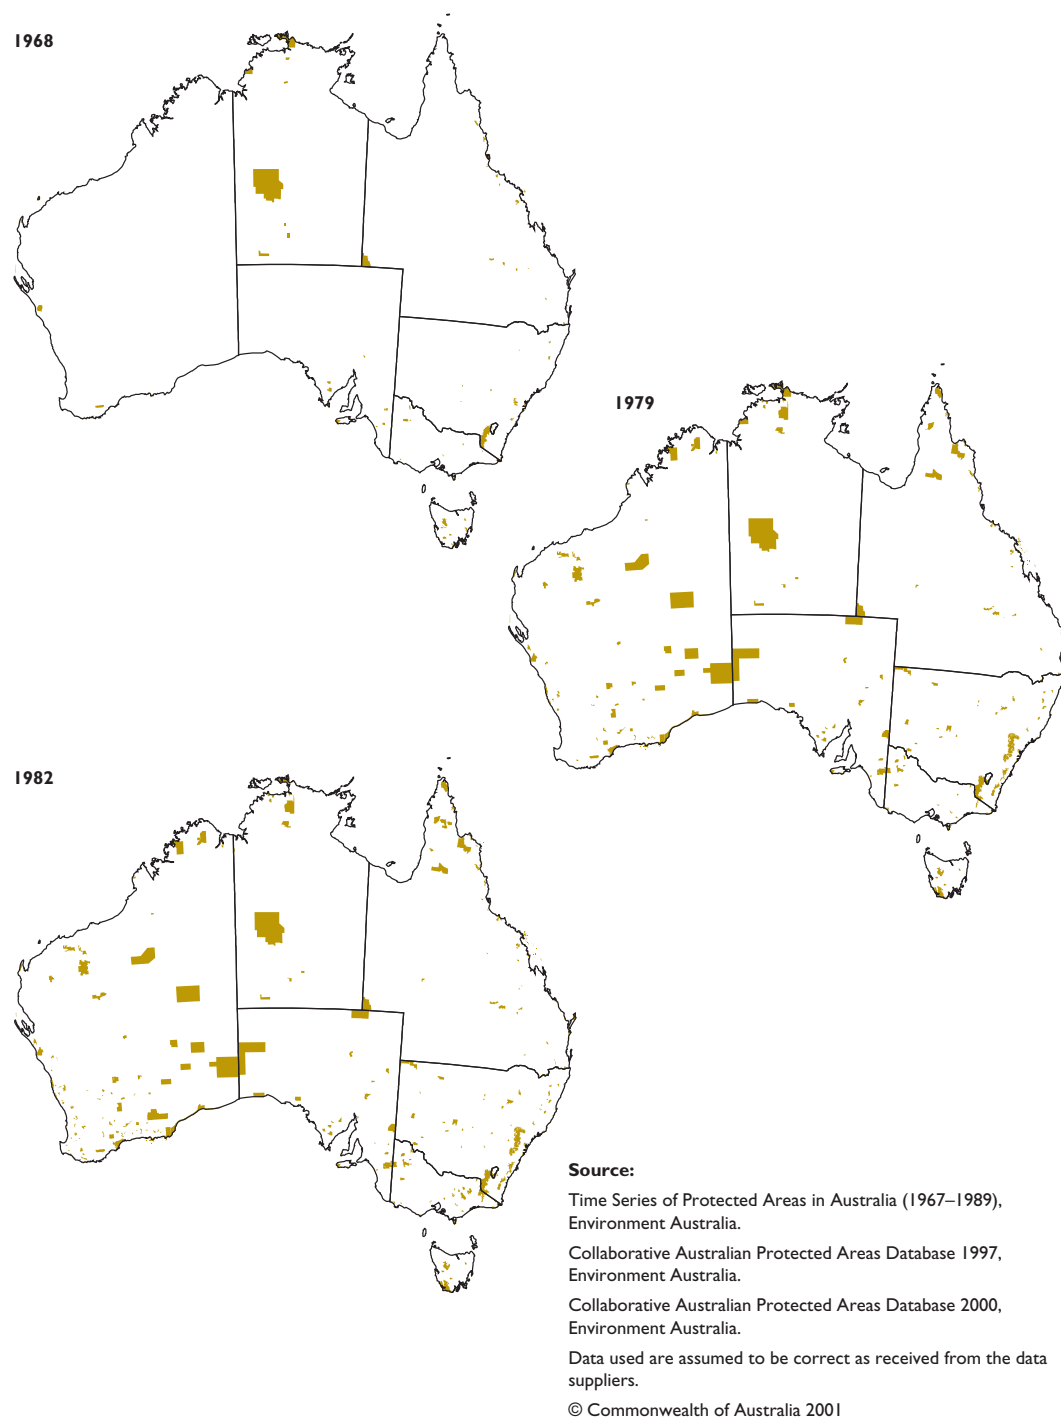 1968
1979
1982
Source:
Time Series of Protected Areas in Australia (1967–1989),
Environment Australia.
Collaborative Australian Protected Areas Database 1997,
Environment Australia.
Collaborative Australian Protected Areas Database 2000,
Environment Australia.
Data used are assumed to be correct as received from the data
suppliers.
© Commonwealth of Australia 2001